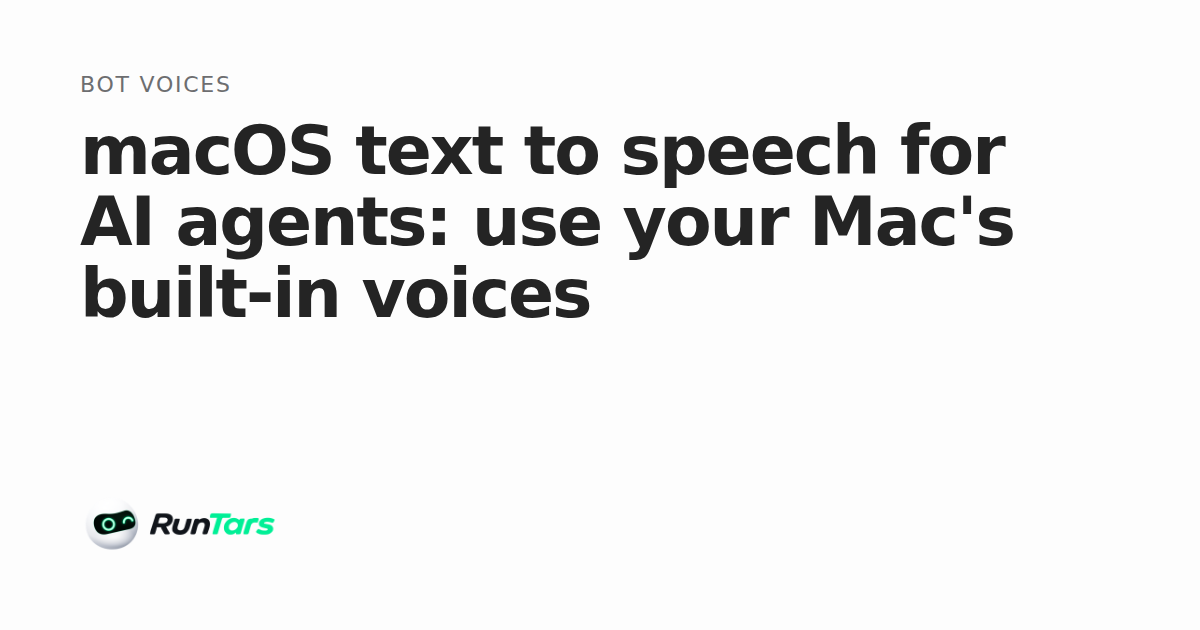 BOT VOICES
macOS text to speech for
AI agents: use your Mac's
built-in voices
RunTars